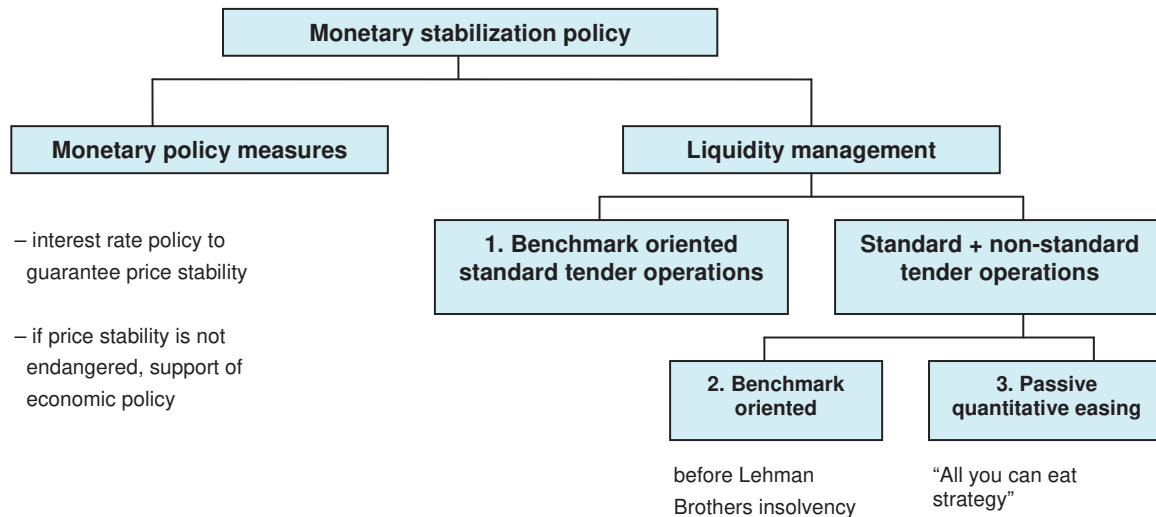 Monetary stabilization policy
Monetary policy measures
Liquidity management
– interest rate policy to
guarantee price stability
– if price stability is not
endangered, support of
economic policy
1. Benchmark oriented
standard tender operations
Standard + non-standard
tender operations
2. Benchmark
oriented
3. Passive
quantitative easing
before Lehman
Brothers insolvency
“All you can eat
strategy”